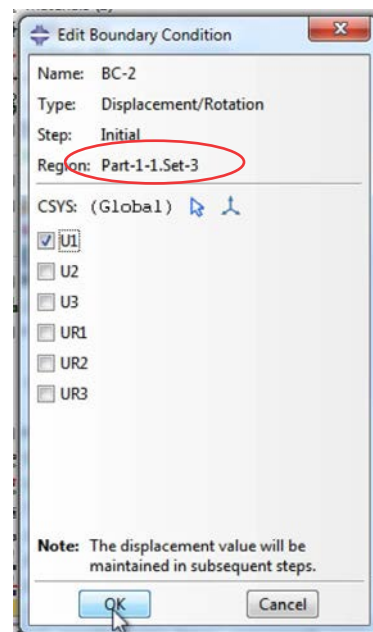 Edit Boundary Condition
Name: BC-2
Type: Displacement/Rotation
Step: Initial
Region: Part-1-1.Set-3
CSYS: (Global)
U1
U2
U3
UR1
UR2
UR3
Note: The displacement value will be
maintained in subsequent steps.
OK Cancel